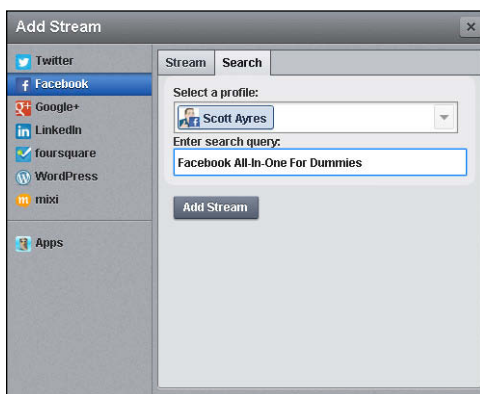 Add Stream
Twitter
Facebook
Google+
LinkedIn
foursquare
WordPress
mixi
Apps
Stream Search
Select a profile:
Scott Ayres
Enter search query:
Facebook All-In-One For Dummies
Add Stream